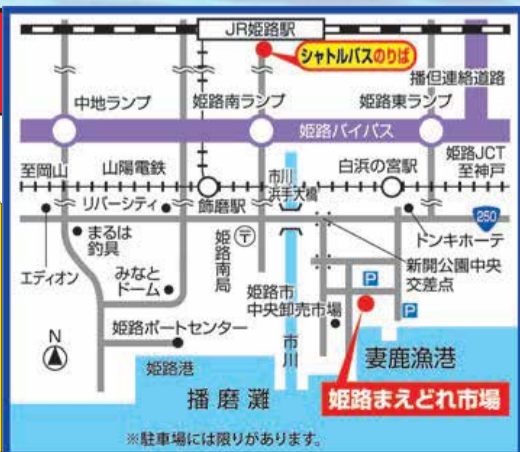 JR姫路駅
シャトルバスのりば
播但連絡道路
中地ランプ
姫路南ランプ
姫路東ランプ
姫路バイパス
至岡山
山陽電鉄
市川
浜手大橋
白浜の宮駅
姫路JCT
至神戸
リバーシティ
飾磨駅
250
エディオン
まるは
釣具
姫路南局
〒
ドンキホーテ
新開公園中央
交差点
みなと
ドーム
P
姫路市
中央卸売市場
P
N
姫路ポートセンター
市川
妻鹿漁港
姫路港
播磨灘
姫路まえどれ市場
※駐車場には限りがあります。